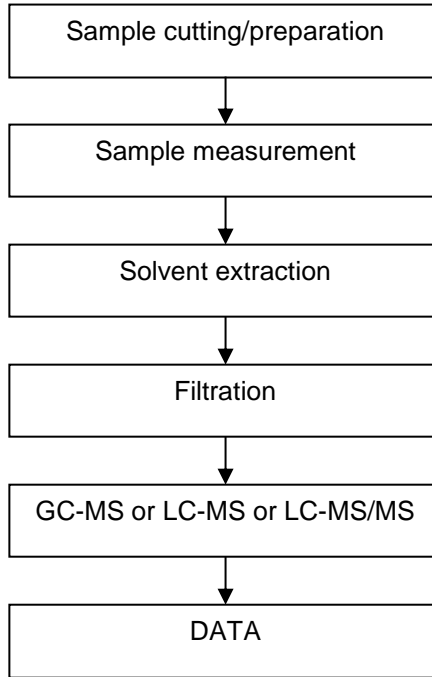 Sample cutting/preparation
Sample measurement
Solvent extraction
Filtration
GC-MS or LC-MS or LC-MS/MS
DATA